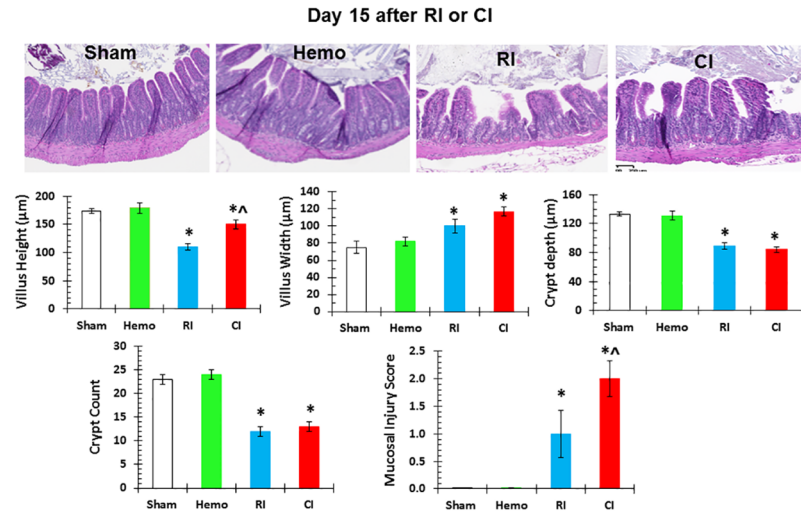 Day 15 after RI or CI
Sham
Hemo
RI
CI
Villus Height (µm)
200
150
100
50
0
*
*^
Sham Hemo RI CI
Villus Width (µm)
140
120
100
80
60
40
20
0
*
*
Sham Hemo RI CI
Crypt depth (µm)
160
120
80
40
0
*
*
Sham Hemo RI CI
Crypt Count
30
25
20
15
10
5
0
*
*
Sham Hemo RI CI
Mucosal Injury Score
2.5
2.0
1.5
1.0
0.5
0.0
*
*^
Sham Hemo RI CI